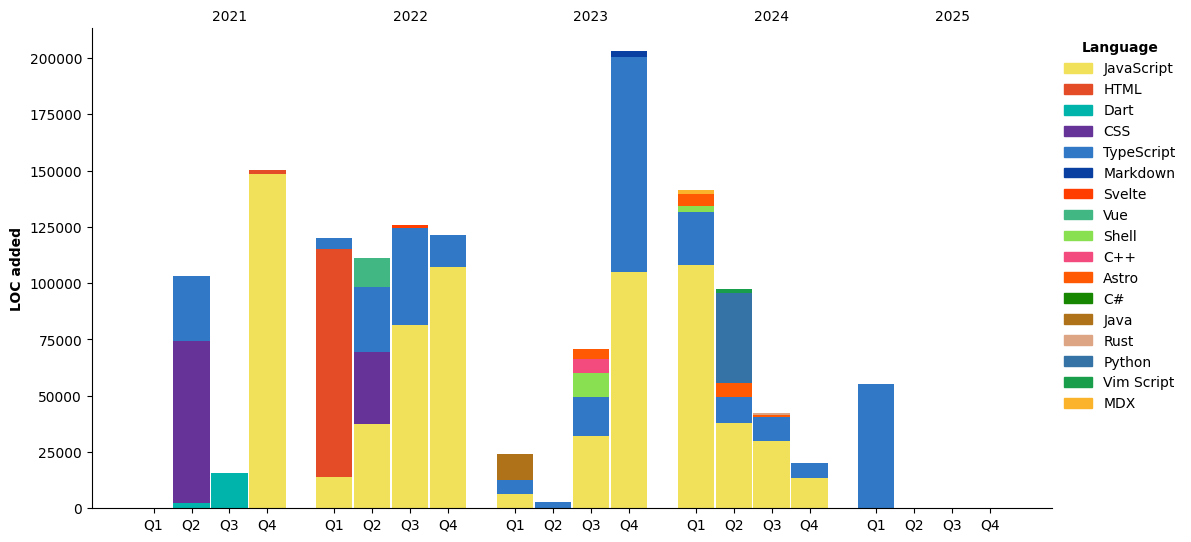 2021 2022 2023 2024 2025
Language
JavaScript
HTML
Dart
CSS
TypeScript
Markdown
Svelte
Vue
Shell
C++
Astro
C#
Java
Rust
Python
Vim Script
MDX
LOC added
200000
175000
150000
125000
100000
75000
50000
25000
0
Q1 Q2 Q3 Q4 Q1 Q2 Q3 Q4 Q1 Q2 Q3 Q4 Q1 Q2 Q3 Q4 Q1 Q2 Q3 Q4